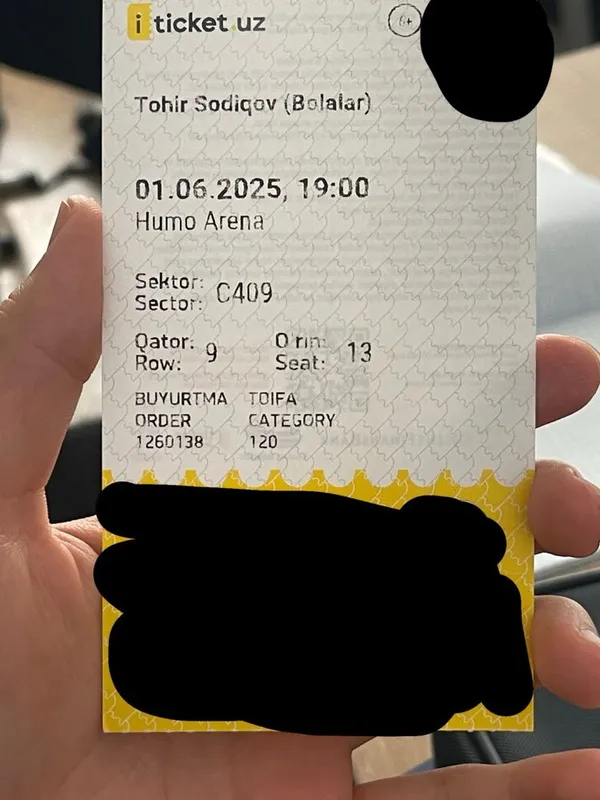 iticket.uz
6+
Tohir Sodiqov (Bolalar)
01.06.2025, 19:00
Humo Arena
Sektor:
Sector: C409
Qator:
Row: 9
O'rin:
Seat: 13
BUYURTMA TOIFA
ORDER CATEGORY
1260138 120